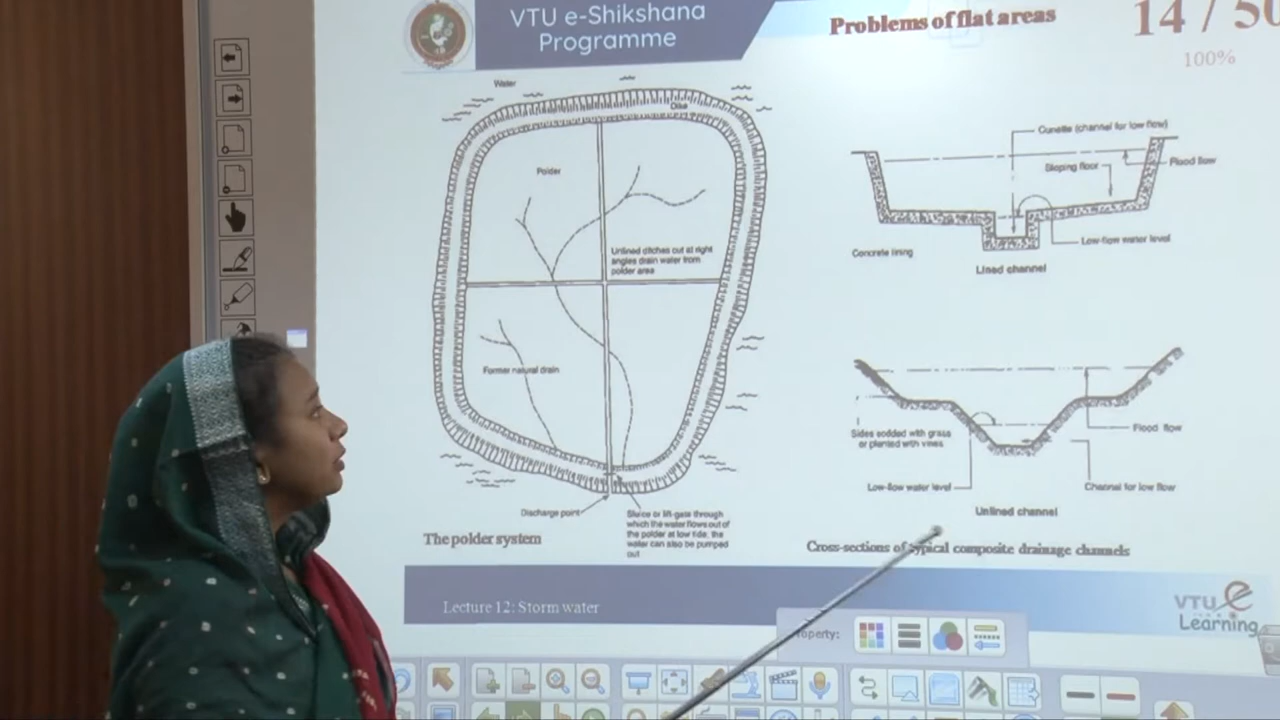 VTU e-Shikshana
Programme
Problems of flat areas
14 / 50
100%
Water
Dike
Polder
Unlined ditches cut at right
angles drain water from
polder area
Former natural drain
Discharge point
Sluice or lift-gate through
which the water flows out of
the polder at low tide; the
water can also be pumped
out
The polder system
Cunette (channel for low flow)
Sloping floor
Flood flow
Low-flow water level
Concrete lining
Lined channel
Sides sodded with grass
or planted with vines
Flood flow
Low-flow water level
Channel for low flow
Unlined channel
Cross-sections of typical composite drainage channels
Lecture 12: Storm water
VTU e
Learning
roperty: